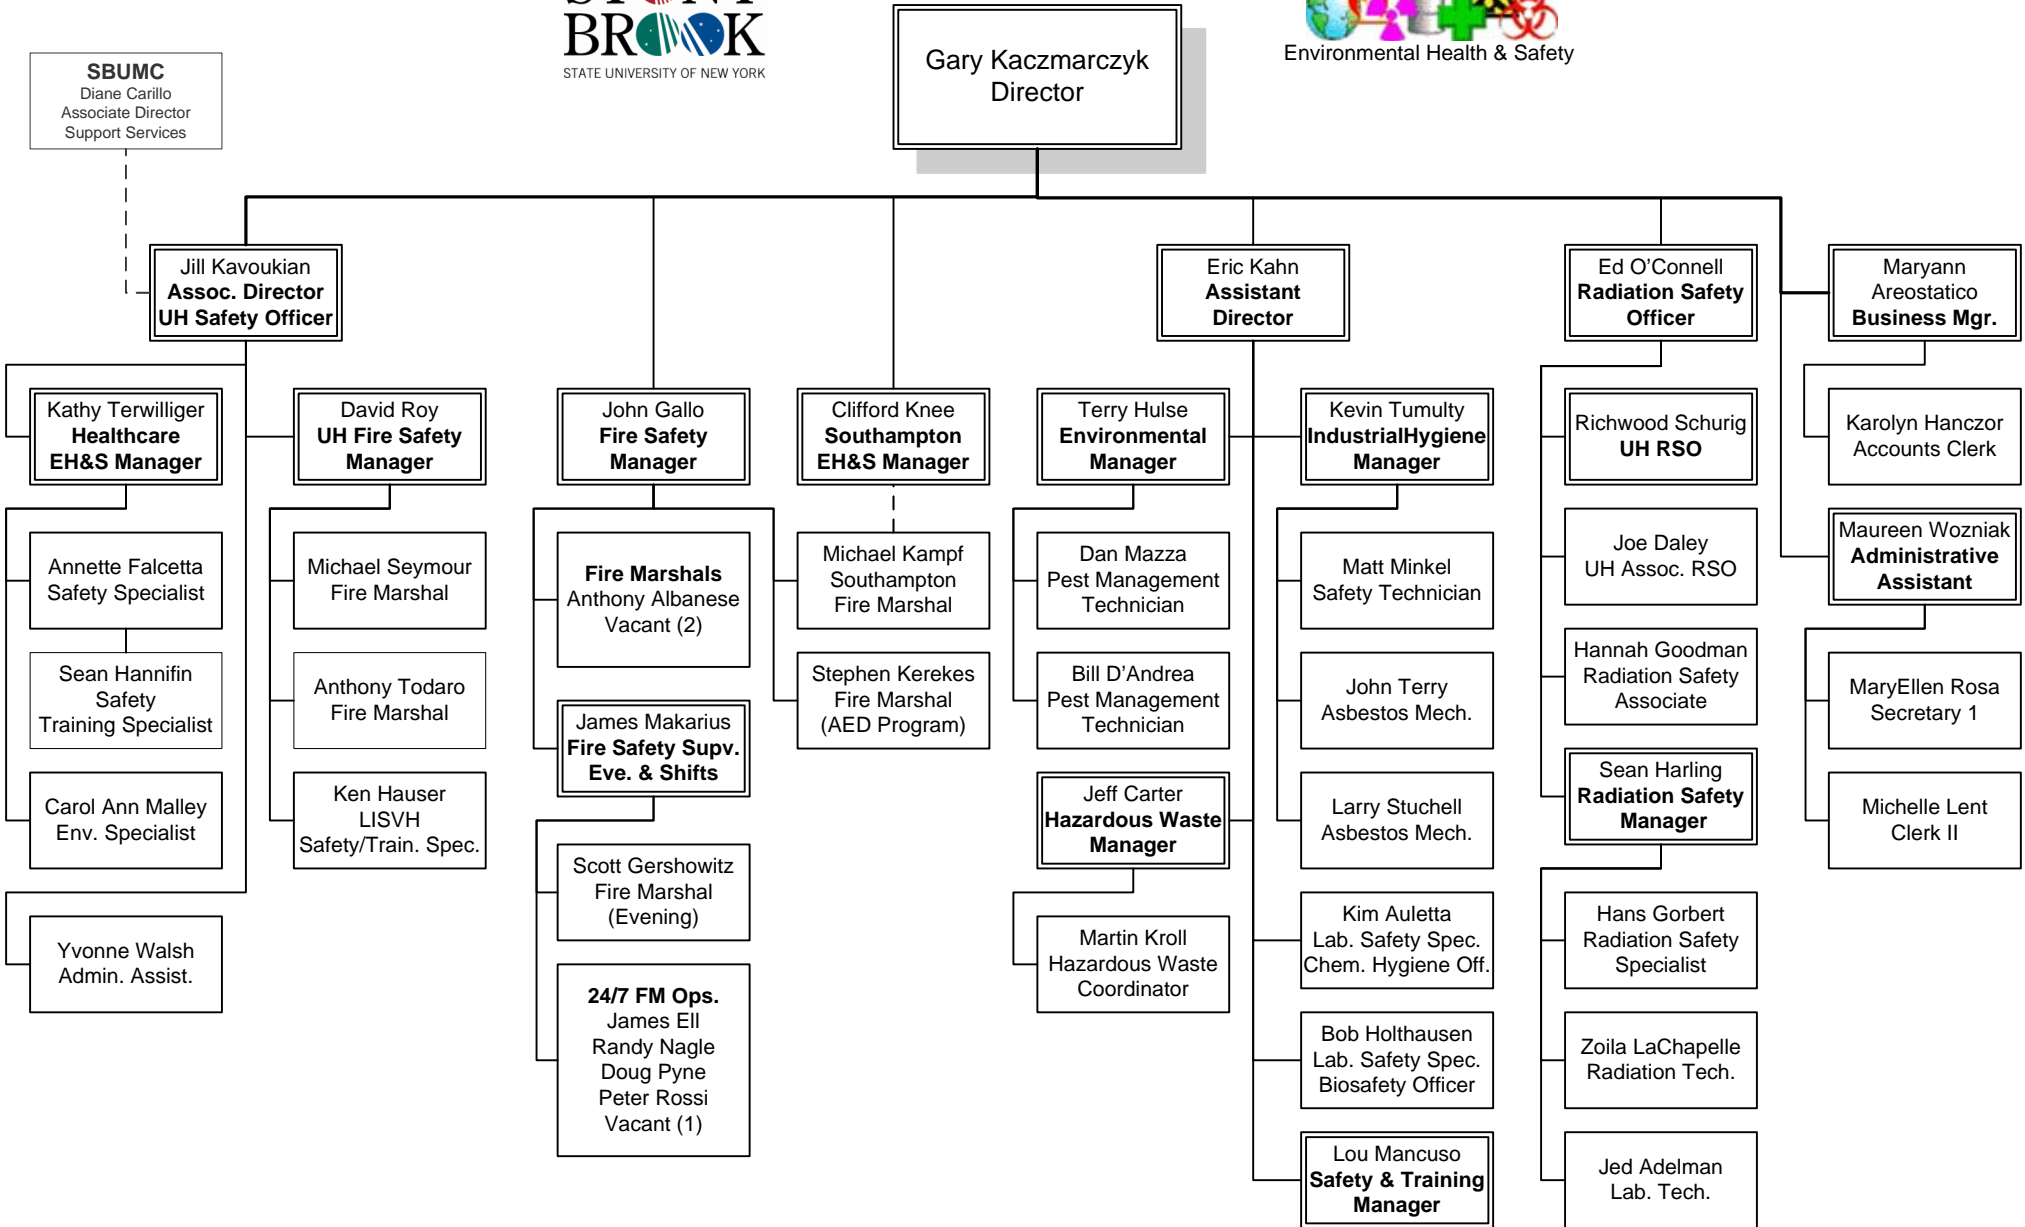 BROOK
STATE UNIVERSITY OF NEW YORK
Gary Kaczmarczyk
Director
Environmental Health & Safety
SBUMC
Diane Carillo
Associate Director
Support Services
Jill Kavoukian
Assoc. Director
UH Safety Officer
Eric Kahn
Assistant
Director
Ed O'Connell
Radiation Safety
Officer
Maryann
Areostatico
Business Mgr.
Kathy Terwilliger
Healthcare
EH&S Manager
David Roy
UH Fire Safety
Manager
John Gallo
Fire Safety
Manager
Clifford Knee
Southampton
EH&S Manager
Terry Hulse
Environmental
Manager
Kevin Tumulty
IndustrialHygiene
Manager
Richwood Schurig
UH RSO
Karolyn Hanczor
Accounts Clerk
Annette Falcetta
Safety Specialist
Michael Seymour
Fire Marshal
Fire Marshals
Anthony Albanese
Vacant (2)
Michael Kampf
Southampton
Fire Marshal
Dan Mazza
Pest Management
Technician
Matt Minkel
Safety Technician
Joe Daley
UH Assoc. RSO
Maureen Wozniak
Administrative
Assistant
Sean Hannifin
Safety
Training Specialist
Anthony Todaro
Fire Marshal
James Makarius
Fire Safety Supv.
Eve. & Shifts
Stephen Kerekes
Fire Marshal
(AED Program)
Bill D'Andrea
Pest Management
Technician
John Terry
Asbestos Mech.
Hannah Goodman
Radiation Safety
Associate
MaryEllen Rosa
Secretary 1
Carol Ann Malley
Env. Specialist
Ken Hauser
LISVH
Safety/Train. Spec.
Jeff Carter
Hazardous Waste
Manager
Larry Stuchell
Asbestos Mech.
Sean Harling
Radiation Safety
Manager
Michelle Lent
Clerk II
Yvonne Walsh
Admin. Assist.
Scott Gershowitz
Fire Marshal
(Evening)
Martin Kroll
Hazardous Waste
Coordinator
Kim Auletta
Lab. Safety Spec.
Chem. Hygiene Off.
Hans Gorbert
Radiation Safety
Specialist
24/7 FM Ops.
James Ell
Randy Nagle
Doug Pyne
Peter Rossi
Vacant (1)
Bob Holthausen
Lab. Safety Spec.
Biosafety Officer
Zoila LaChapelle
Radiation Tech.
Lou Mancuso
Safety & Training
Manager
Jed Adelman
Lab. Tech.